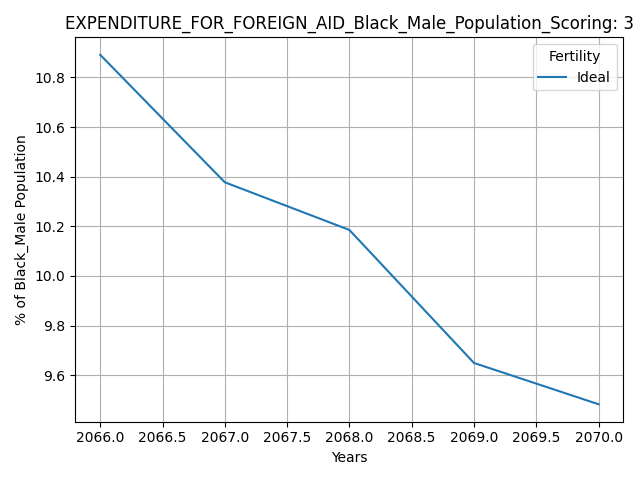 EXPENDITURE_FOR_FOREIGN_AID_Black_Male_Population_Scoring: 3
Fertility
Ideal
% of Black_Male Population
10.8
10.6
10.4
10.2
10.0
9.8
9.6
2066.0 2066.5 2067.0 2067.5 2068.0 2068.5 2069.0 2069.5 2070.0
Years